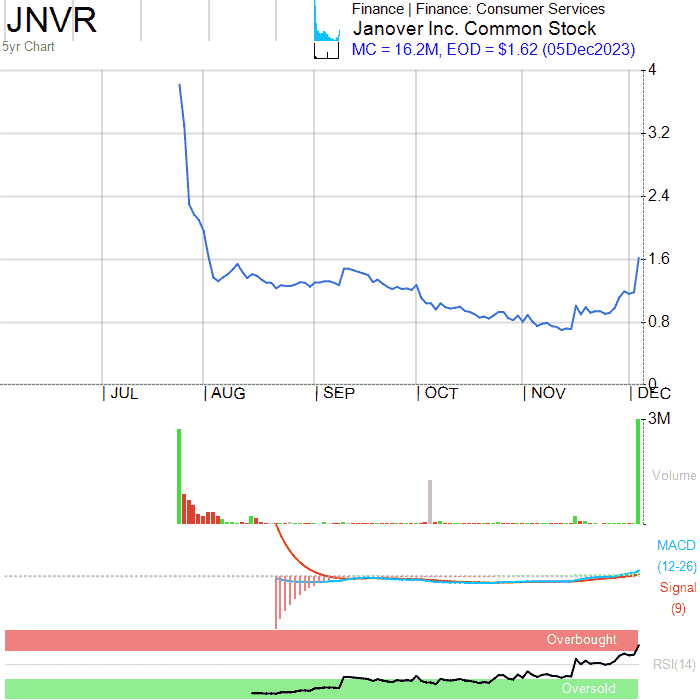 JNVR
5yr Chart
Finance | Finance: Consumer Services
Janover Inc. Common Stock
MC = 16.2M, EOD = $1.62 (05Dec2023)
4
3.2
2.4
1.6
0.8
0
| JUL | AUG | SEP | OCT | NOV | DEC
3M
Volume
MACD
(12-26)
Signal
(9)
Overbought
RSI(14)
Oversold